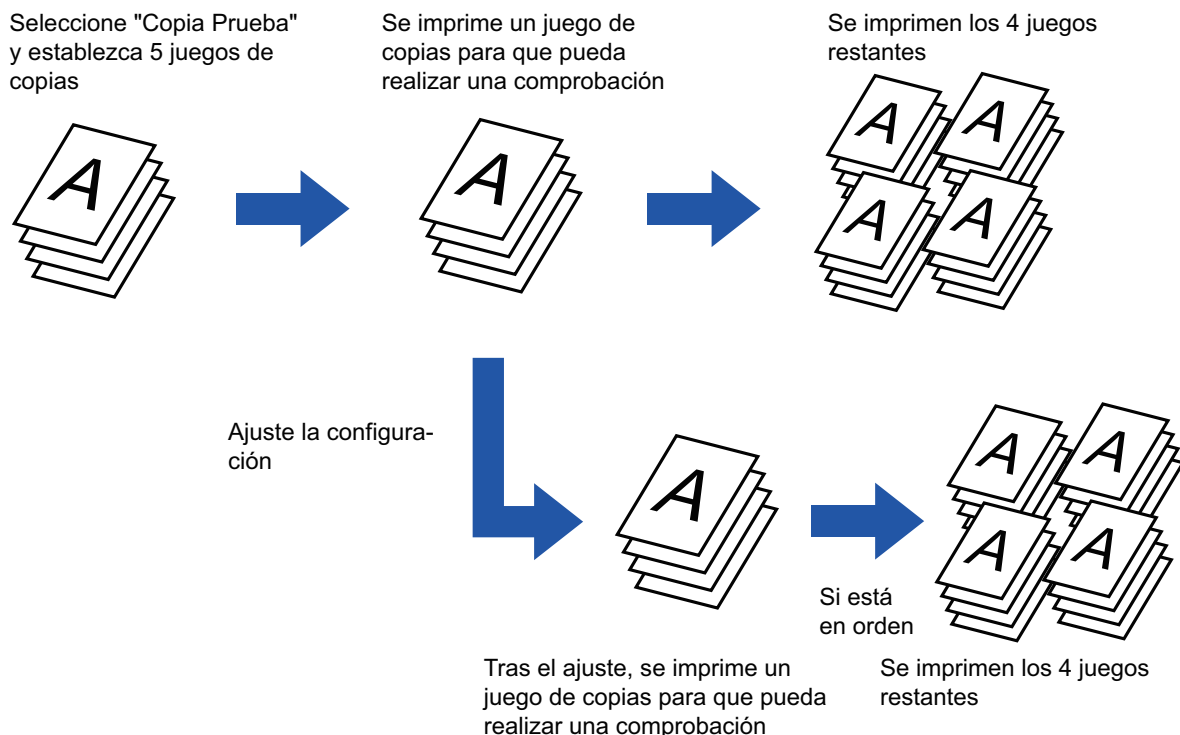 Seleccione "Copia Prueba"
y establezca 5 juegos de
copias
Se imprime un juego de
copias para que pueda
realizar una comprobación
Se imprimen los 4 juegos
restantes
A
A
A
A
A
A
Ajuste la configura-
ción
A
A
A
A
A
Si está
en orden
Tras el ajuste, se imprime un
juego de copias para que pueda
realizar una comprobación
Se imprimen los 4 juegos
restantes